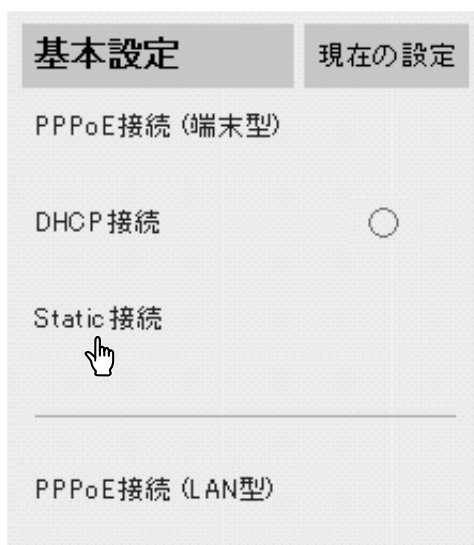 基本設定 現在の設定
PPPoE接続 (端末型)
DHCP接続 ○
Static接続
PPPoE接続 (LAN型)